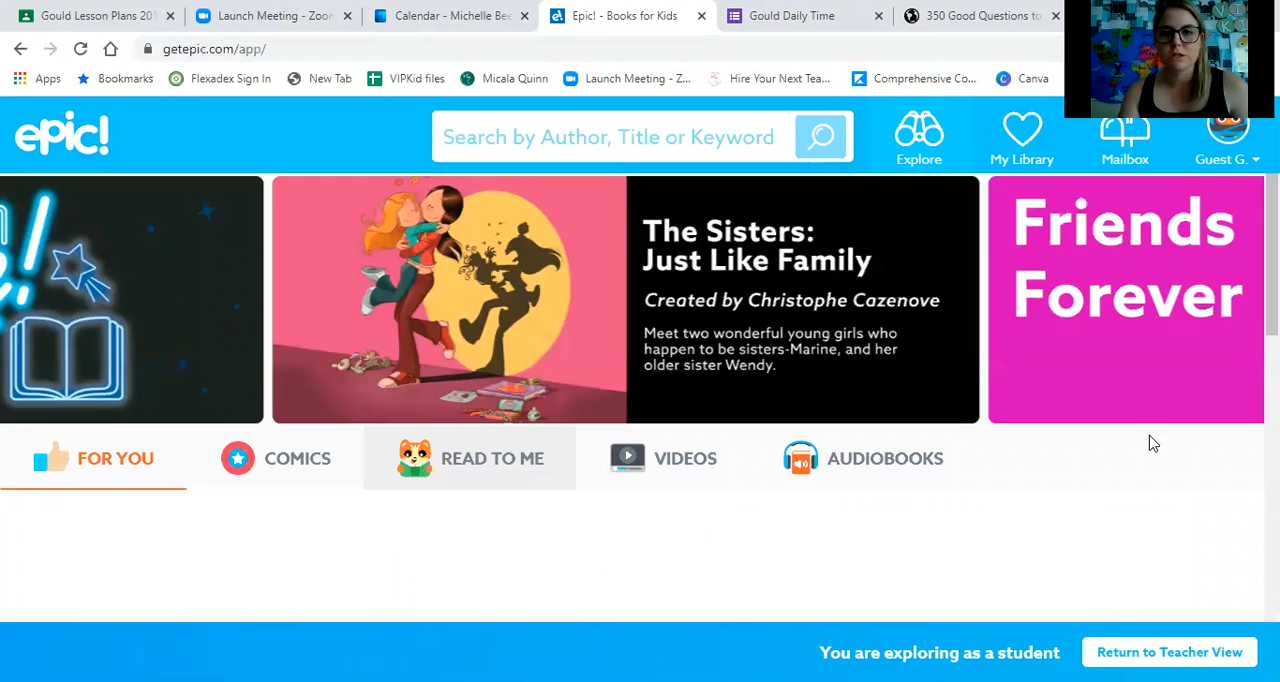 Gould Lesson Plans 201
Launch Meeting - Zoom
Calendar - Michelle Bee
Epic! - Books for Kids
Gould Daily Time
350 Good Questions to
getepic.com/app/
Apps
Bookmarks
Flexadex Sign In
New Tab
VIPKid files
Micala Quinn
Launch Meeting - Z...
Hire Your Next Tea...
Comprehensive Co...
Canva
epic!
Search by Author, Title or Keyword
Explore
My Library
Mailbox
Guest G.
The Sisters:
Just Like Family
Created by Christophe Cazenove
Meet two wonderful young girls who
happen to be sisters-Marine, and her
older sister Wendy.
Friends
Forever
FOR YOU
COMICS
READ TO ME
VIDEOS
AUDIOBOOKS
You are exploring as a student
Return to Teacher View